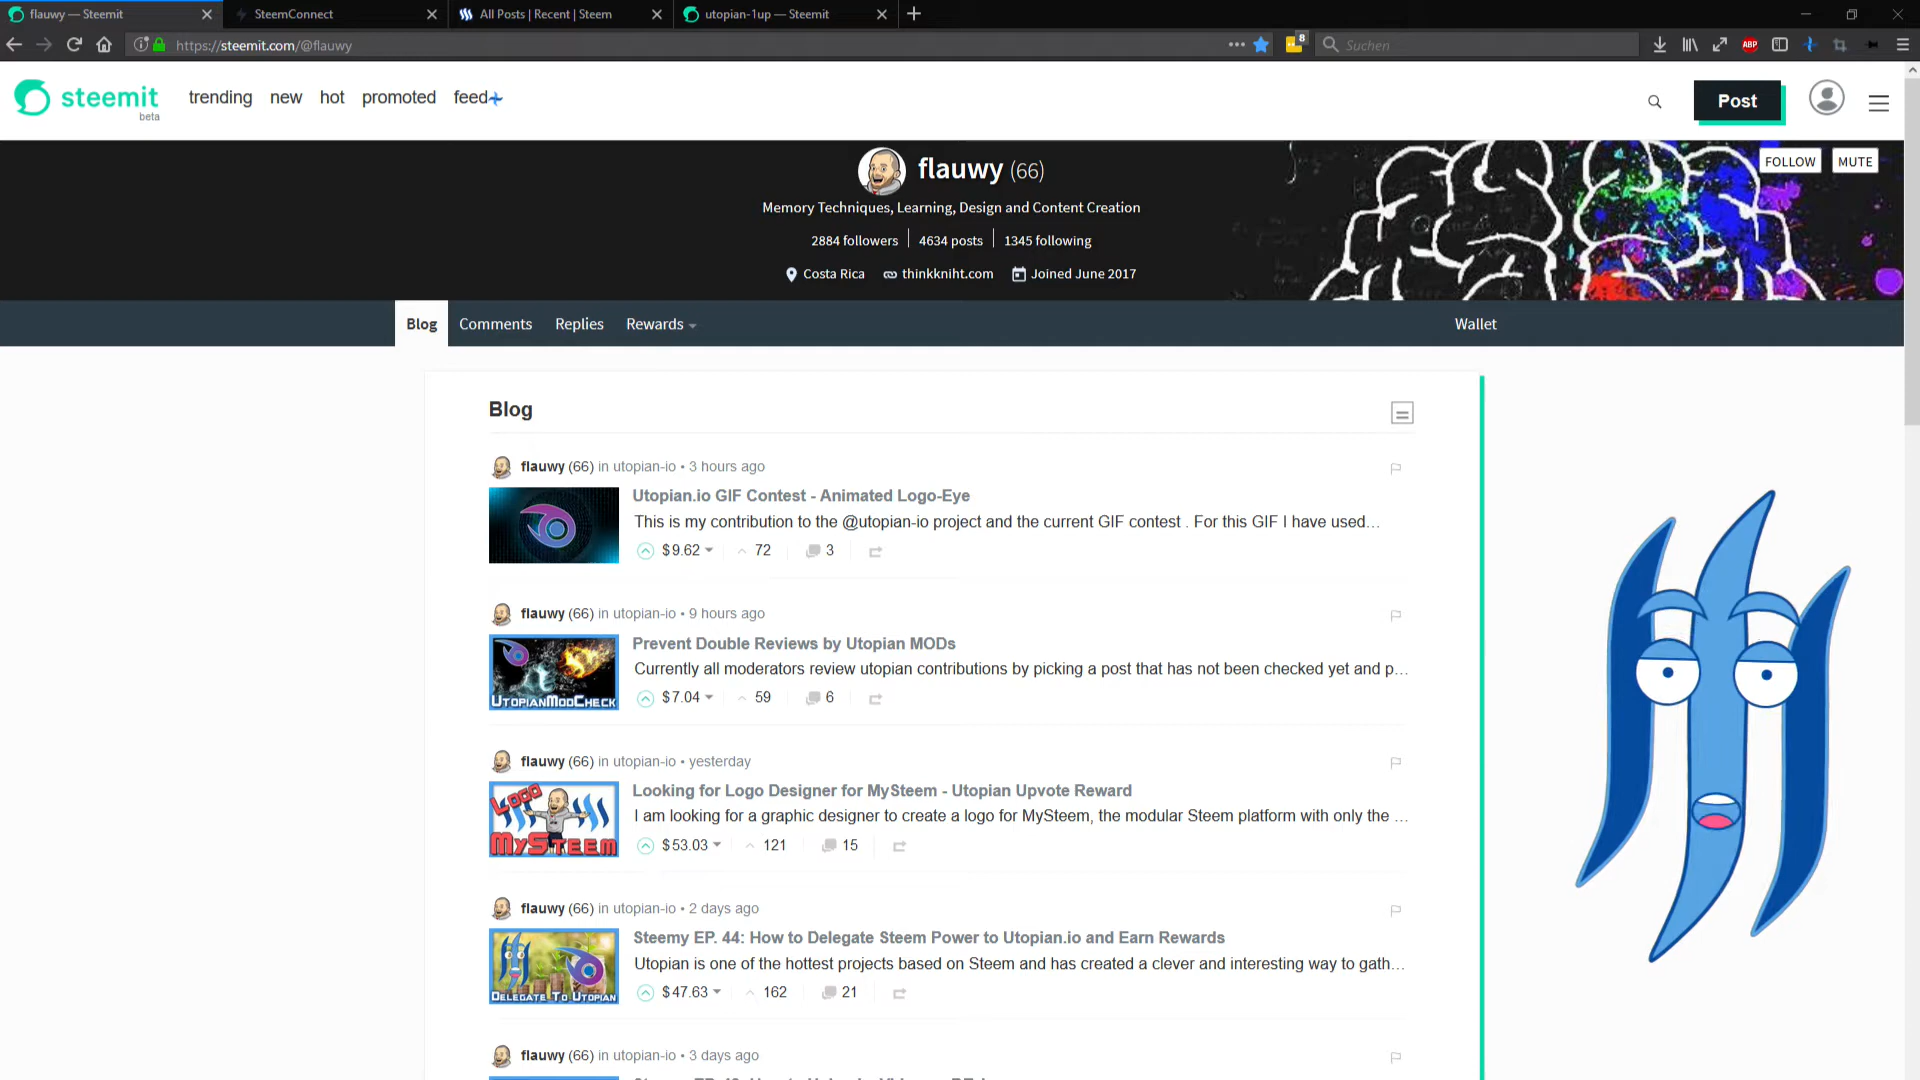 flauwy — Steemit
SteemConnect
All Posts | Recent | Steem
utopian-1up — Steemit
https://steemit.com/@flauwy
8
Suchen
ABP
steemit
beta
trending
new
hot
promoted
feed
Post
flauwy (66)
FOLLOW
MUTE
Memory Techniques, Learning, Design and Content Creation
2884 followers
4634 posts
1345 following
Costa Rica
thinkkniht.com
Joined June 2017
Blog
Comments
Replies
Rewards
Wallet
Blog
flauwy (66) in utopian-io • 3 hours ago
Utopian.io GIF Contest - Animated Logo-Eye
This is my contribution to the @utopian-io project and the current GIF contest . For this GIF I have used…
$9.62
72
3
flauwy (66) in utopian-io • 9 hours ago
Prevent Double Reviews by Utopian MODs
Currently all moderators review utopian contributions by picking a post that has not been checked yet and p…
UtopianModCheck
$7.04
59
6
flauwy (66) in utopian-io • yesterday
Looking for Logo Designer for MySteem - Utopian Upvote Reward
I am looking for a graphic designer to create a logo for MySteem, the modular Steem platform with only the …
Logo
MySteem
$53.03
121
15
flauwy (66) in utopian-io • 2 days ago
Steemy EP. 44: How to Delegate Steem Power to Utopian.io and Earn Rewards
Utopian is one of the hottest projects based on Steem and has created a clever and interesting way to gath…
Delegate To Utopian
$47.63
162
21
flauwy (66) in utopian-io • 3 days ago